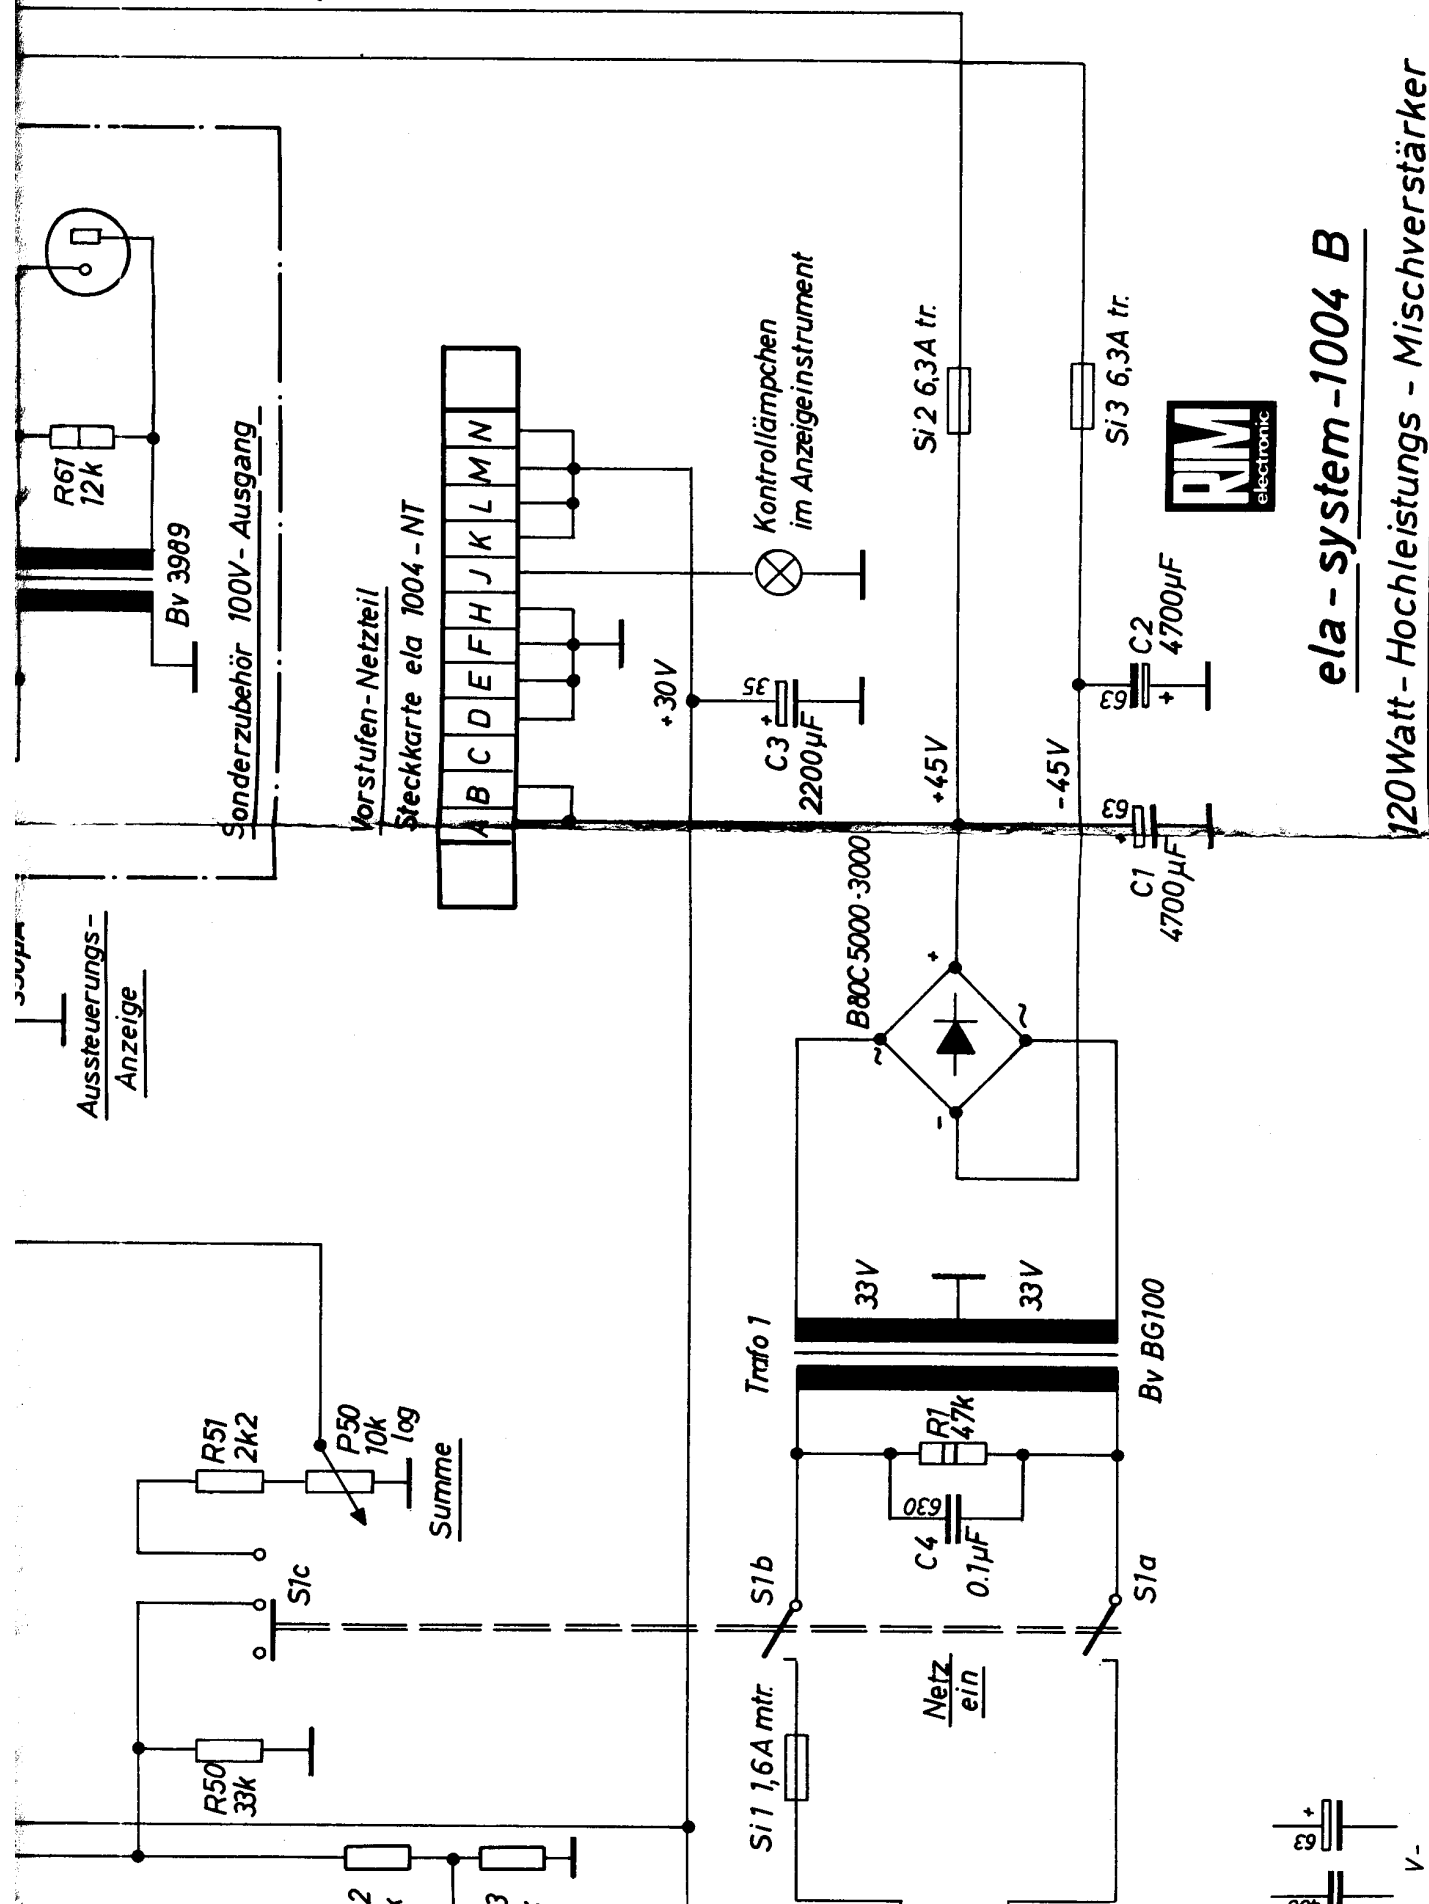 R61
12k
Bv 3989
Sonderzubehör 100V-Ausgang
Aussteuerungs-
Anzeige
Vorstufen-Netzteil
Steckkarte ela 1004-NT
A B C D E F H J K L M N
Kontrollämpchen
im Anzeigeinstrument
+30V
35
+
C3
2200µF
Si2 6,3A tr.
Si3 6,3A tr.
+45V
-45V
63
+
C1
4700µF
63
+
C2
4700µF
B80C5000-3000
+
~
~
-
RIM
electronic
ela-system-1004 B
120Watt-Hochleistungs-Mischverstärker
R51
2k2
P50
10k
log
Summe
S1c
R50
33k
Trafo 1
33V
33V
Bv BG100
R1
47k
630
C4
0.1µF
S1b
S1a
Netz
ein
Si1 1,6A mtr.
63
+
V-
2
3